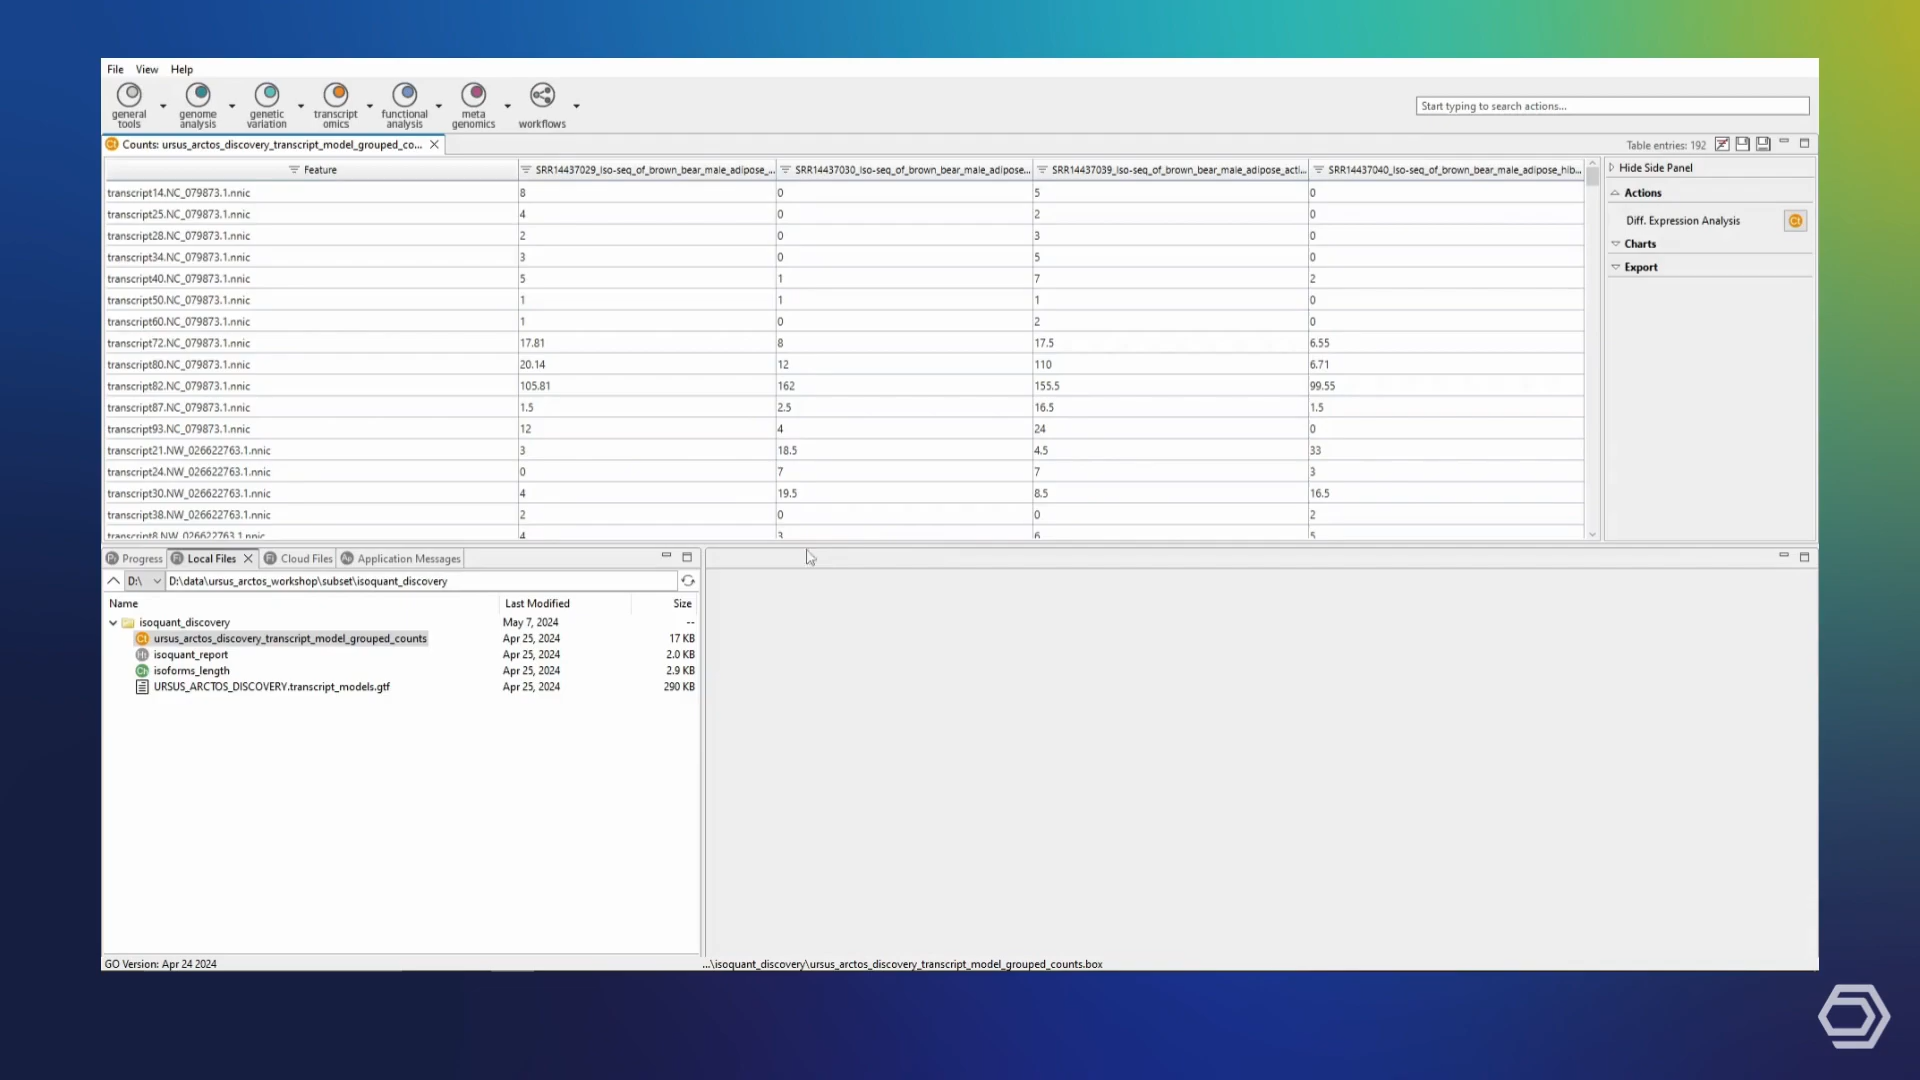 File View Help
general tools
genome analysis
genetic variation
transcript omics
functional analysis
meta genomics
workflows
Start typing to search actions...
Counts: ursus_arctos_discovery_transcript_model_grouped_co...
Table entries: 192
Feature SRR14437029_iso-seq_of_brown_bear_male_adipose_... SRR14437030_iso-seq_of_brown_bear_male_adipose... SRR14437039_iso-seq_of_brown_bear_male_adipose_acti... SRR14437040_iso-seq_of_brown_bear_male_adipose_hib...
transcript14.NC_079873.1.nnic 8 0 5 0
transcript25.NC_079873.1.nnic 4 0 2 0
transcript28.NC_079873.1.nnic 2 0 3 0
transcript34.NC_079873.1.nnic 3 0 5 0
transcript40.NC_079873.1.nnic 5 1 7 2
transcript50.NC_079873.1.nnic 1 1 1 0
transcript60.NC_079873.1.nnic 1 0 2 0
transcript72.NC_079873.1.nnic 17.81 8 17.5 6.55
transcript80.NC_079873.1.nnic 20.14 12 110 6.71
transcript82.NC_079873.1.nnic 105.81 162 155.5 99.55
transcript87.NC_079873.1.nnic 1.5 2.5 16.5 1.5
transcript93.NC_079873.1.nnic 12 4 24 0
transcript21.NW_026622763.1.nnic 3 18.5 4.5 33
transcript24.NW_026622763.1.nnic 0 7 7 3
transcript30.NW_026622763.1.nnic 4 19.5 8.5 16.5
transcript38.NW_026622763.1.nnic 2 0 0 2
transcript8.NW_026622763.1.nnic 4 3 6 5
Hide Side Panel
Actions
Diff. Expression Analysis
Charts
Export
Progress Local Files Cloud Files Application Messages
D:\ D:\data\ursus_arctos_workshop\subset\isoquant_discovery
Name Last Modified Size
isoquant_discovery May 7, 2024 --
ursus_arctos_discovery_transcript_model_grouped_counts Apr 25, 2024 17 KB
isoquant_report Apr 25, 2024 2.0 KB
isoforms_length Apr 25, 2024 2.9 KB
URSUS_ARCTOS_DISCOVERY.transcript_models.gtf Apr 25, 2024 290 KB
GO Version: Apr 24 2024
...\isoquant_discovery\ursus_arctos_discovery_transcript_model_grouped_counts.box